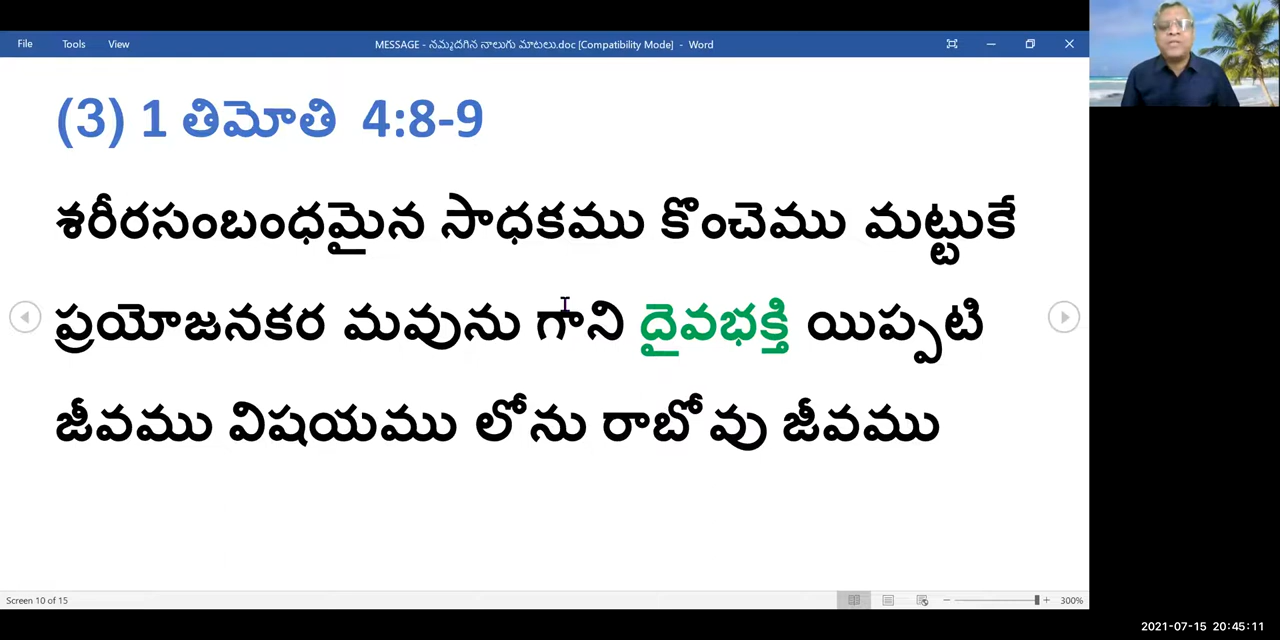 File Tools View MESSAGE - నమ్మదగిన నాలుగు మాటలు.doc [Compatibility Mode] - Word
(3) 1 తిమోతి 4:8-9
శరీరసంబంధమైన సాధకము కొంచెము మట్టుకే
ప్రయోజనకర మవును గాని దైవభక్తి యిప్పటి
జీవము విషయము లోను రాబోవు జీవము
Screen 10 of 15 300%
2021-07-15 20:45:11